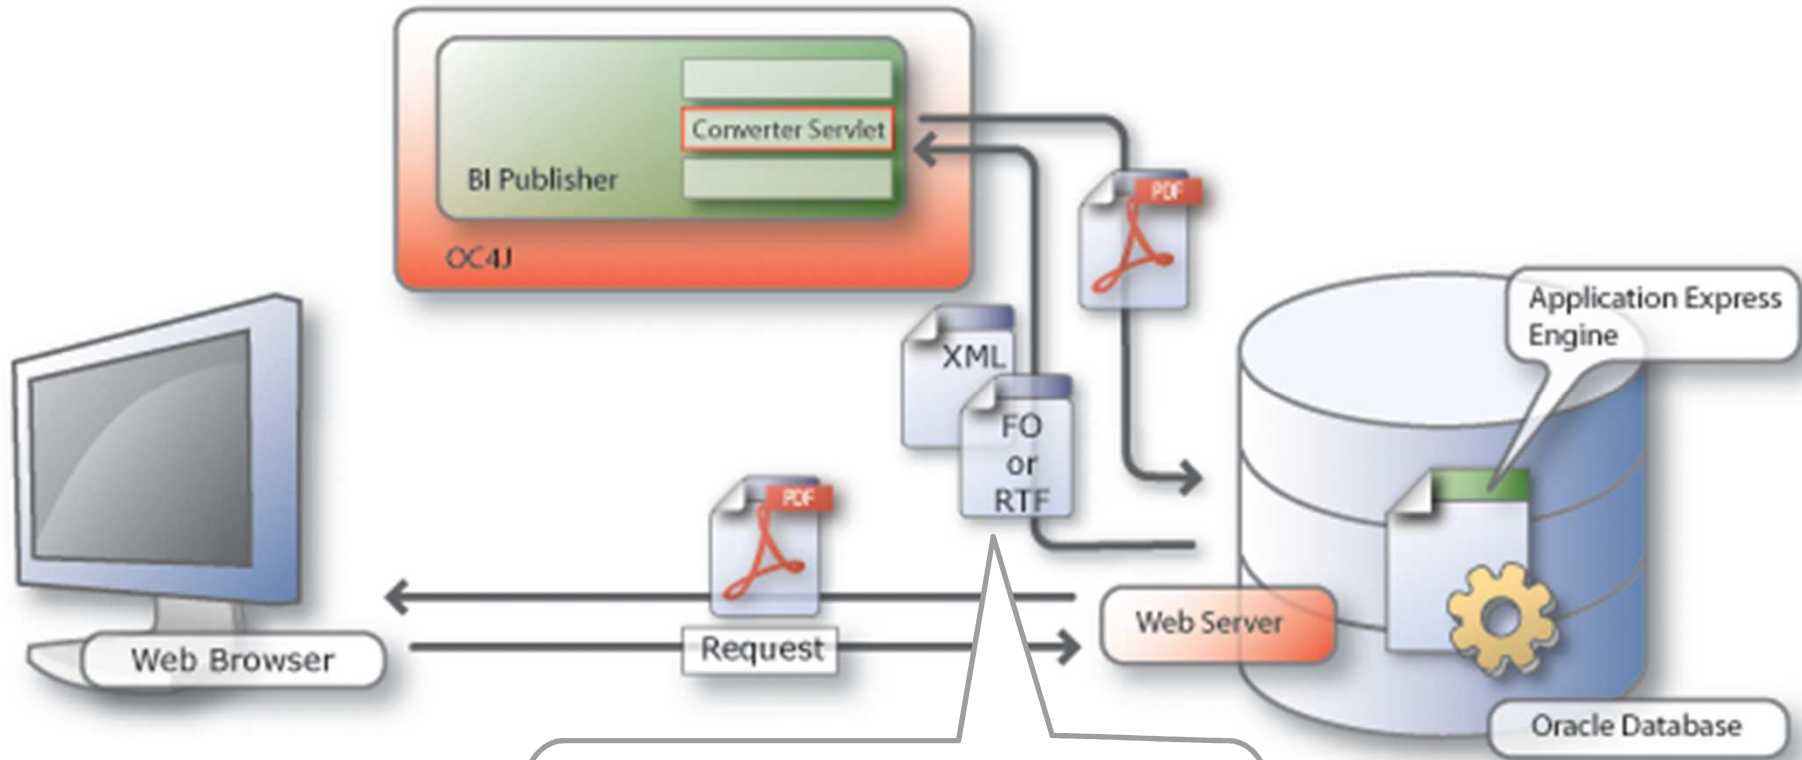 Converter Servlet
BI Publisher
OC4J
PDF
Application Express
Engine
XML
FO
or
RTF
PDF
Web Server
Request
Web Browser
Oracle Database